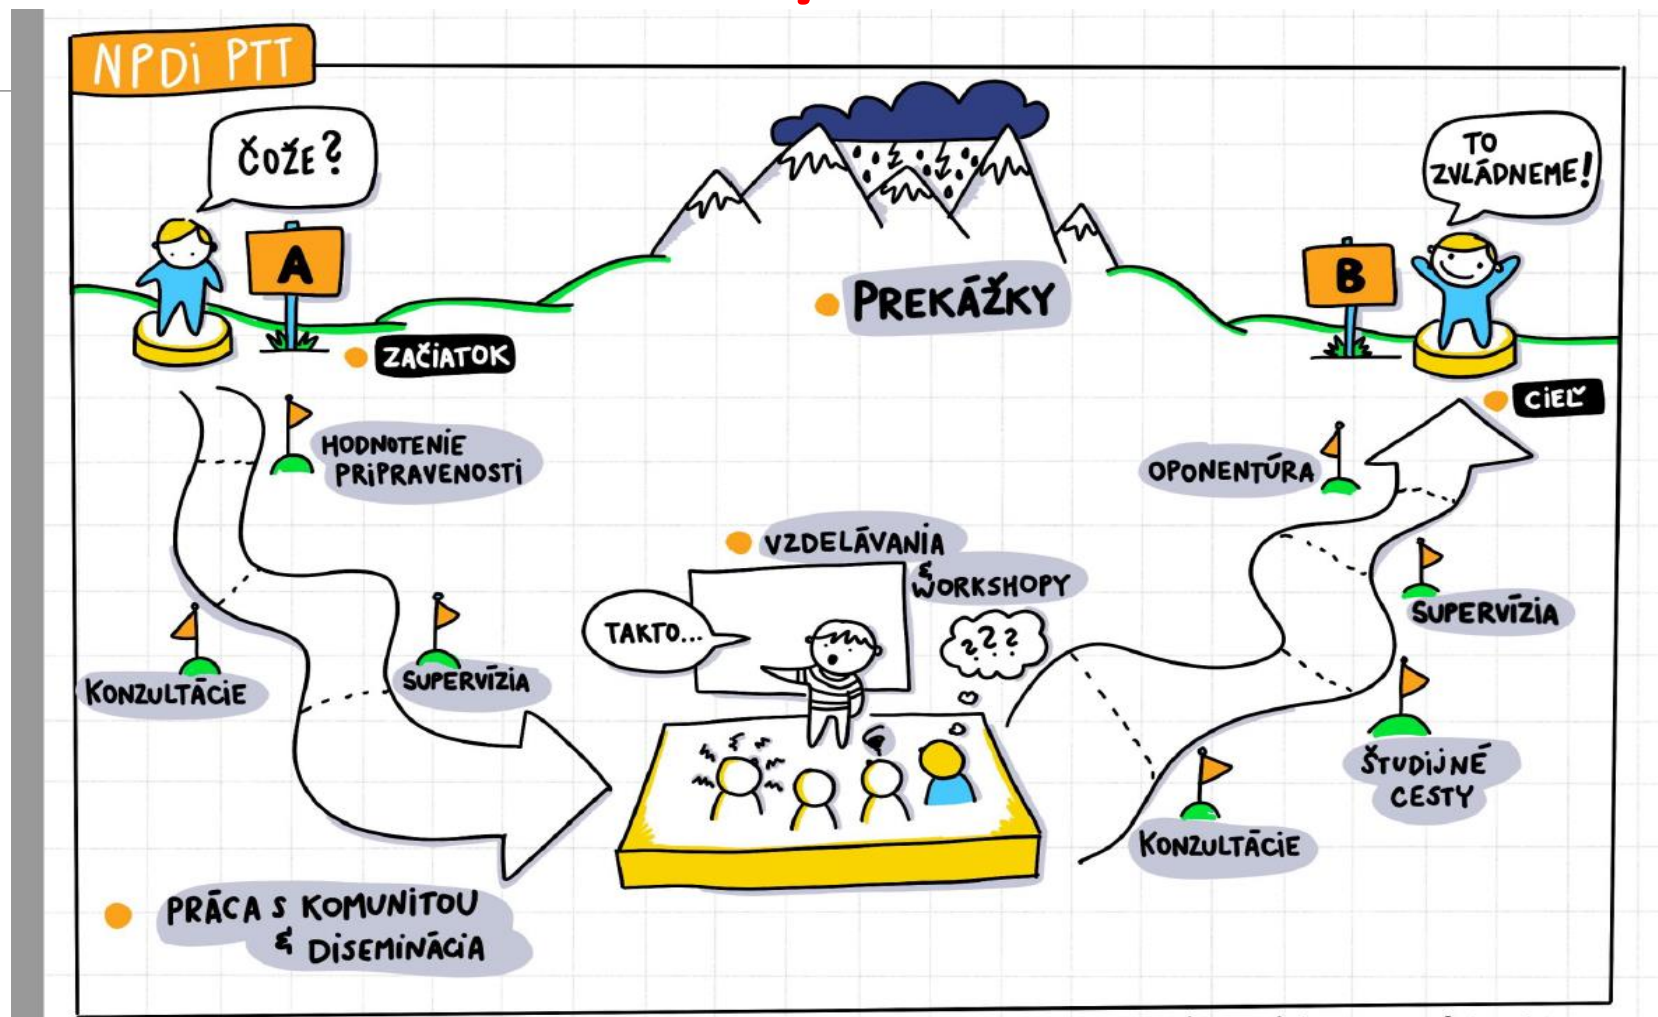 NPDi PTT
ČOŽE?
A
ZAČiATOK
PREKÁŽKY
TO
ZVLÁDNEME!
B
CiEĽ
HODNOTENiE
PRiPRAVENOSTi
KONZULTÁCiE
SUPERVÍZIA
VZDELÁVANIA
&
WORKSHOPY
TAKTO...
???
OPONENTÚRA
SUPERVÍZIA
ŠTUDiJNÉ
CESTY
KONZULTÁCiE
PRÁCA S KOMUNiTOU
& DiSEMiNÁCiA